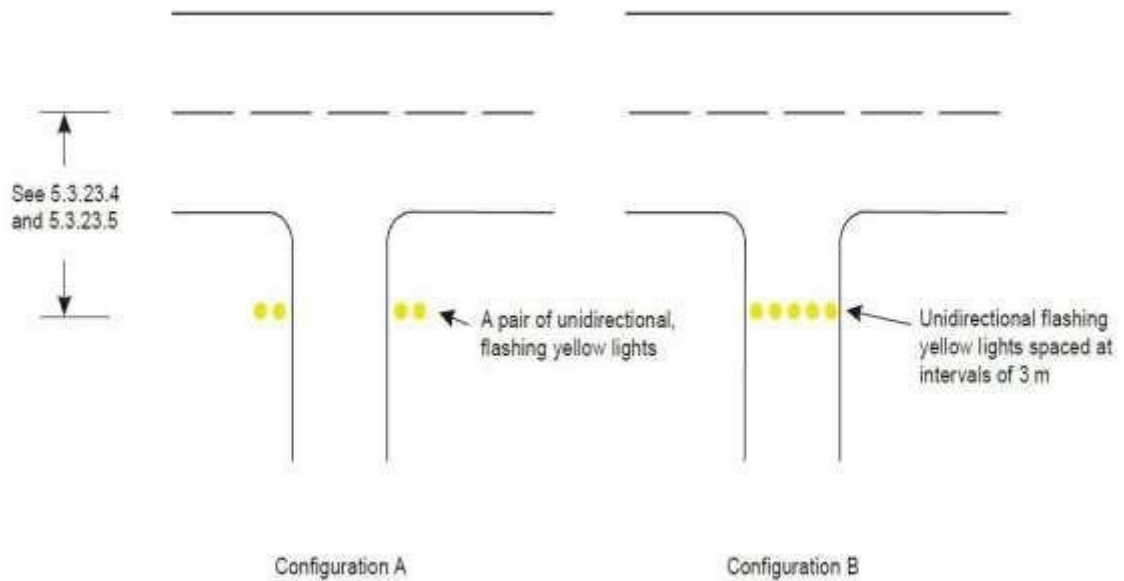 See 5.3.23.4
and 5.3.23.5
A pair of unidirectional,
flashing yellow lights
Unidirectional flashing
yellow lights spaced at
intervals of 3 m
Configuration A
Configuration B